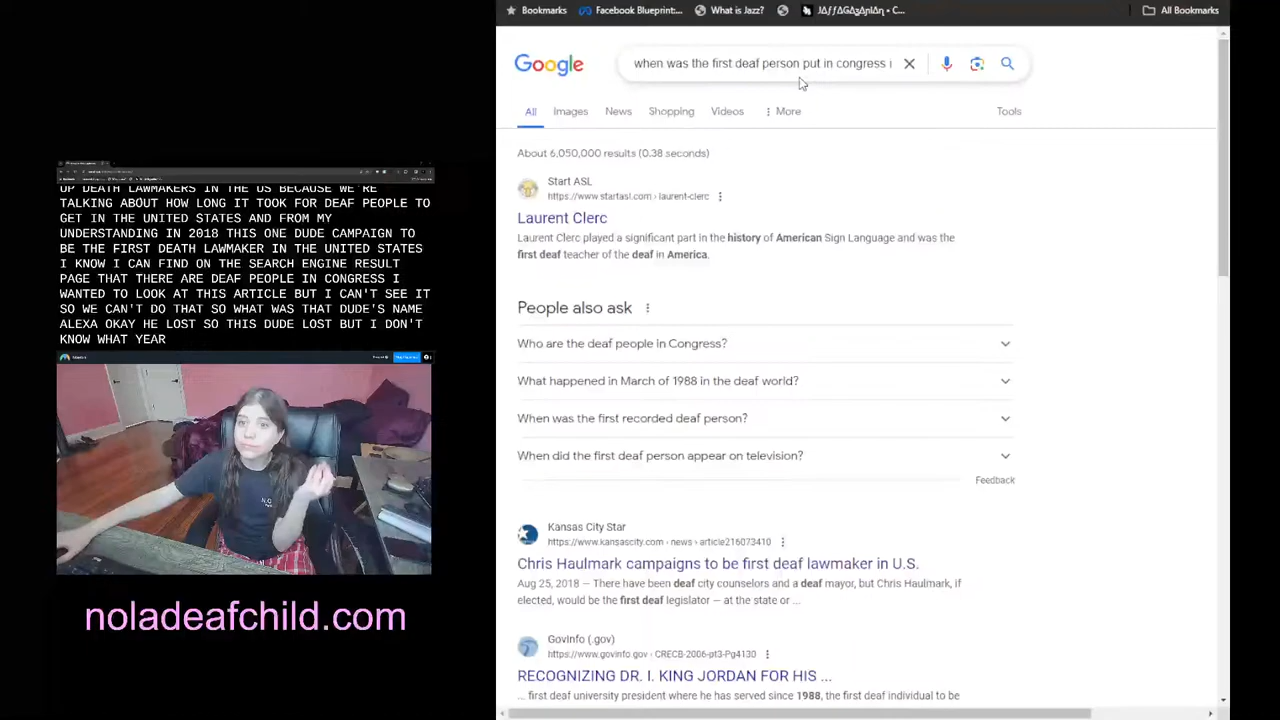 UP DEATH LAWMAKERS IN THE US BECAUSE WE'RE
TALKING ABOUT HOW LONG IT TOOK FOR DEAF PEOPLE TO
GET IN THE UNITED STATES AND FROM MY
UNDERSTANDING IN 2018 THIS ONE DUDE CAMPAIGN TO
BE THE FIRST DEATH LAWMAKER IN THE UNITED STATES
I KNOW I CAN FIND ON THE SEARCH ENGINE RESULT
PAGE THAT THERE ARE DEAF PEOPLE IN CONGRESS I
WANTED TO LOOK AT THIS ARTICLE BUT I CAN'T SEE IT
SO WE CAN'T DO THAT SO WHAT WAS THAT DUDE'S NAME
ALEXA OKAY HE LOST SO THIS DUDE LOST BUT I DON'T
KNOW WHAT YEAR
noladeafchild.com
Bookmarks Facebook Blueprint:... What is Jazz? All Bookmarks
Google
when was the first deaf person put in congress
All Images News Shopping Videos More Tools
About 6,050,000 results (0.38 seconds)
Start ASL
https://www.startasl.com › laurent-clerc
Laurent Clerc
Laurent Clerc played a significant part in the history of American Sign Language and was the
first deaf teacher of the deaf in America.
People also ask
Who are the deaf people in Congress?
What happened in March of 1988 in the deaf world?
When was the first recorded deaf person?
When did the first deaf person appear on television?
Feedback
Kansas City Star
https://www.kansascity.com › news › article216073410
Chris Haulmark campaigns to be first deaf lawmaker in U.S.
Aug 25, 2018 — There have been deaf city counselors and a deaf mayor, but Chris Haulmark, if
elected, would be the first deaf legislator — at the state or ...
GovInfo (.gov)
https://www.govinfo.gov › CRECB-2006-pt3-Pg4130
RECOGNIZING DR. I. KING JORDAN FOR HIS ...
... first deaf university president where he has served since 1988, the first deaf individual to be